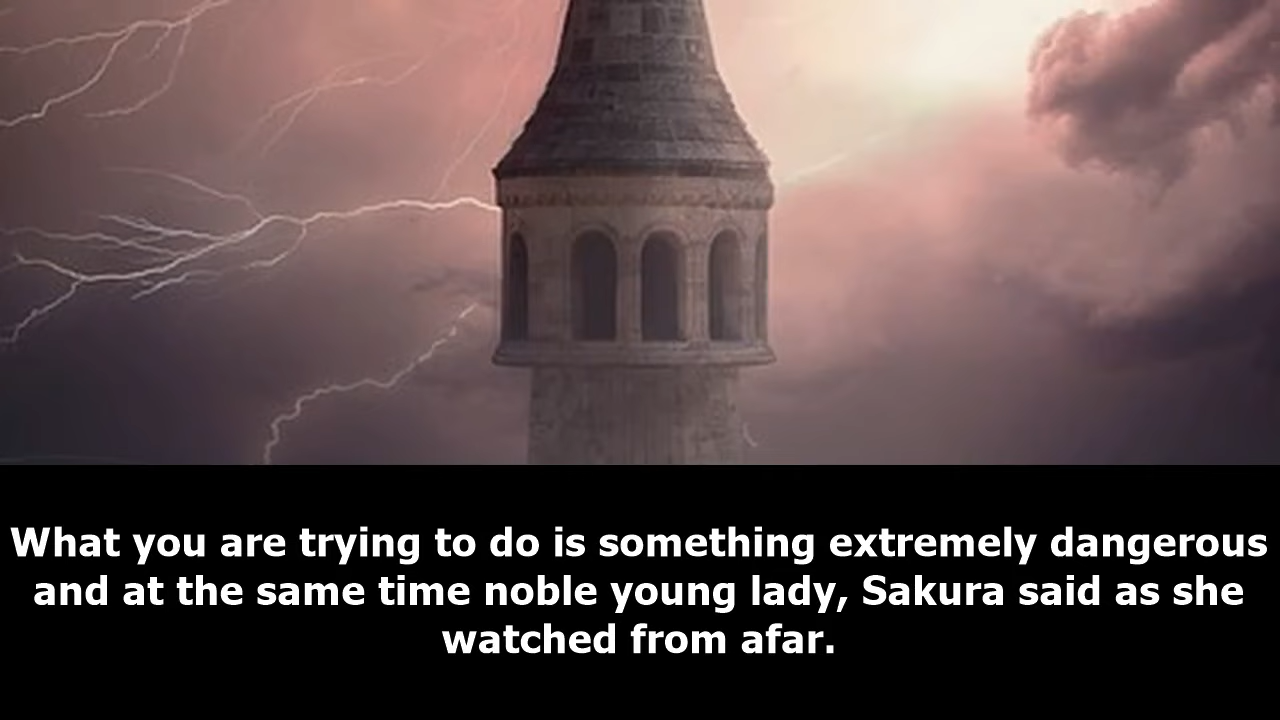 What you are trying to do is something extremely dangerous
and at the same time noble young lady, Sakura said as she
watched from afar.